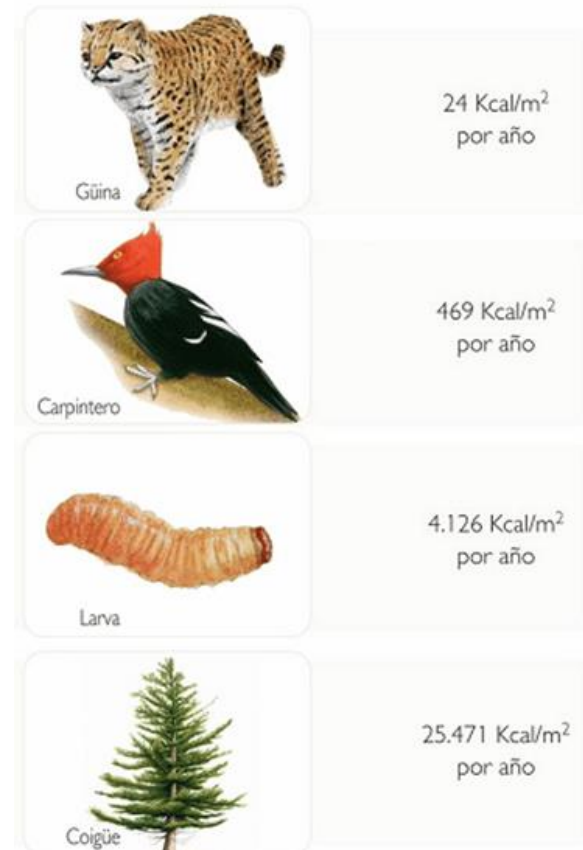 Güina
24 Kcal/m²
por año
Carpintero
469 Kcal/m²
por año
Larva
4.126 Kcal/m²
por año
Coigüe
25.471 Kcal/m²
por año